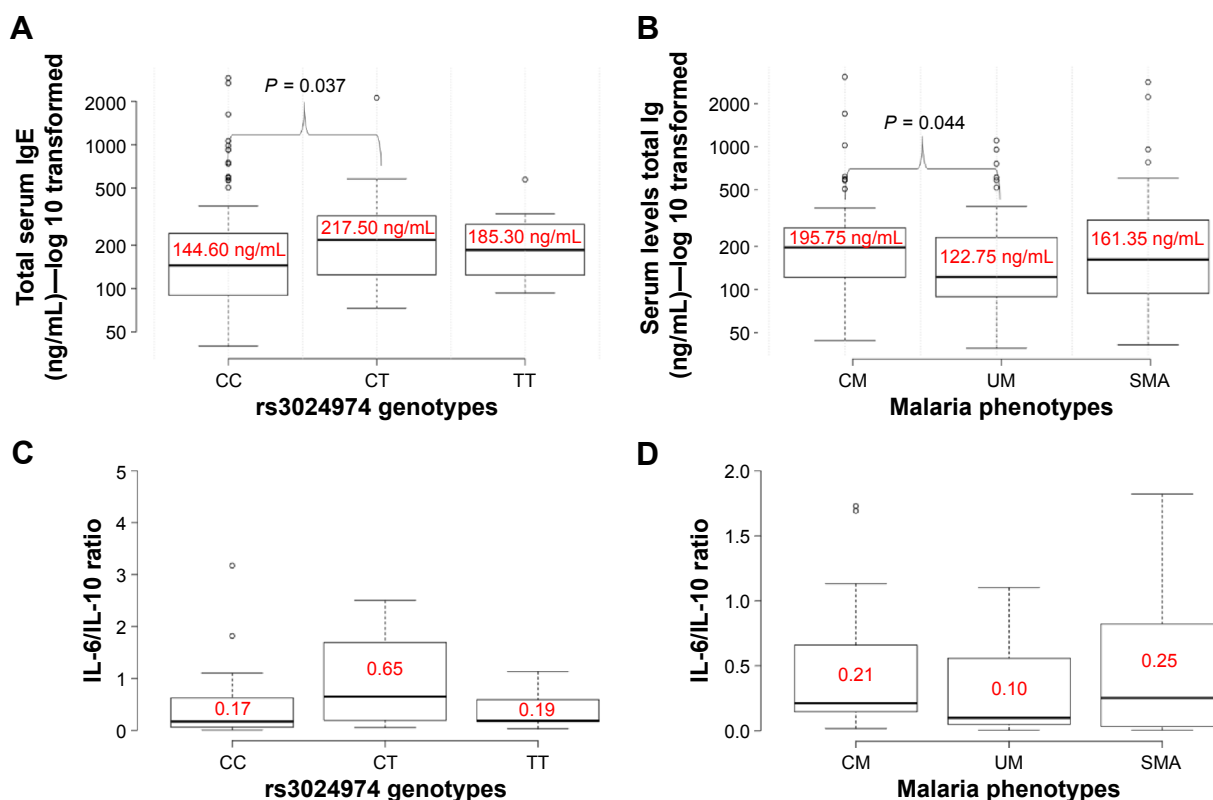 A
Total serum IgE
(ng/mL)—log 10 transformed
2000
1000
500
200
100
50
P = 0.037
144.60 ng/mL
217.50 ng/mL
185.30 ng/mL
CC
CT
TT
rs3024974 genotypes
B
Serum levels total Ig
(ng/mL)—log 10 transformed
2000
1000
500
200
100
50
P = 0.044
195.75 ng/mL
122.75 ng/mL
161.35 ng/mL
CM
UM
SMA
Malaria phenotypes
C
IL-6/IL-10 ratio
5
4
3
2
1
0
0.17
0.65
0.19
CC
CT
TT
rs3024974 genotypes
D
IL-6/IL-10 ratio
2.0
1.5
1.0
0.5
0.0
0.21
0.10
0.25
CM
UM
SMA
Malaria phenotypes